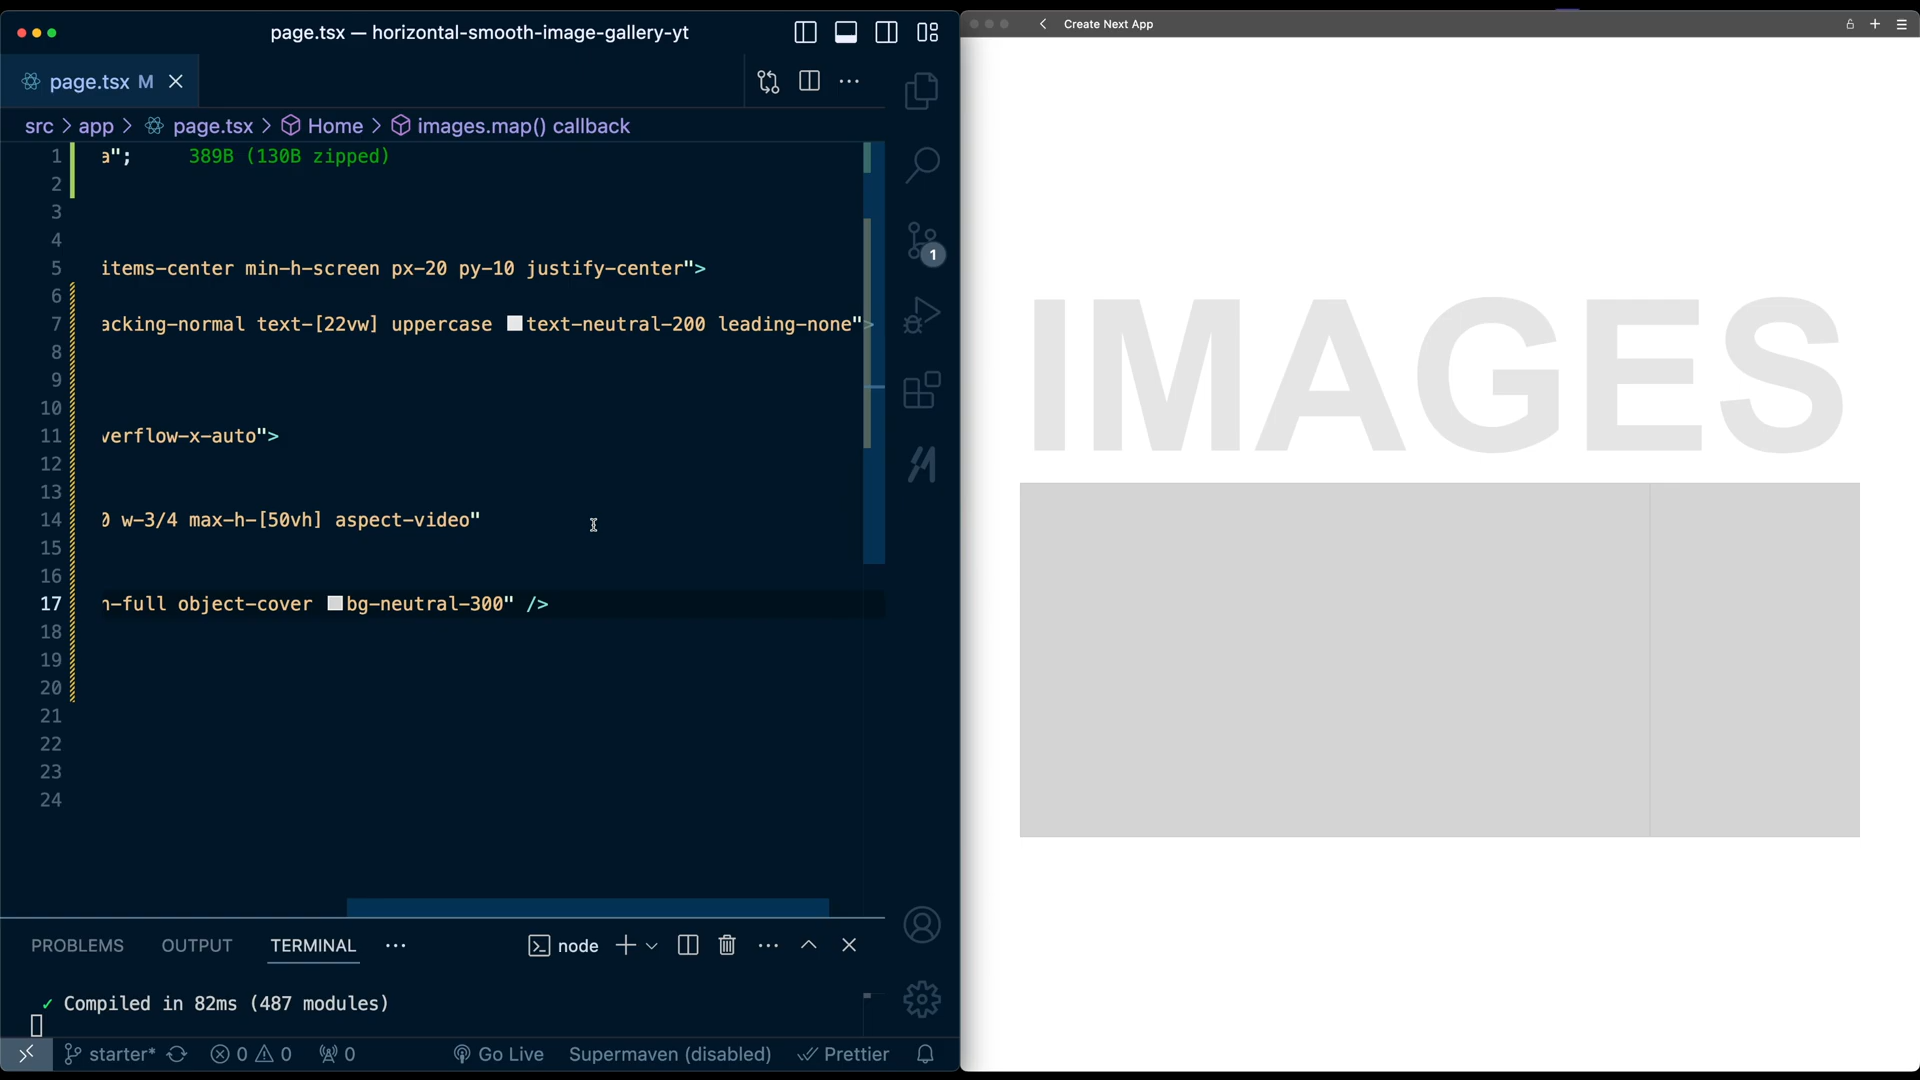 page.tsx — horizontal-smooth-image-gallery-yt
page.tsx M
src > app > page.tsx > Home > images.map() callback
1 a"; 389B (130B zipped)
2
3
4
5 items-center min-h-screen px-20 py-10 justify-center">
6
7 acking-normal text-[22vw] uppercase text-neutral-200 leading-none">
8
9
10
11 verflow-x-auto">
12
13
14 0 w-3/4 max-h-[50vh] aspect-video"
15
16
17 h-full object-cover bg-neutral-300" />
18
19
20
21
22
23
24
1
PROBLEMS OUTPUT TERMINAL ··· node
✓ Compiled in 82ms (487 modules)
starter* 0 0 0 Go Live Supermaven (disabled) Prettier
Create Next App
IMAGES